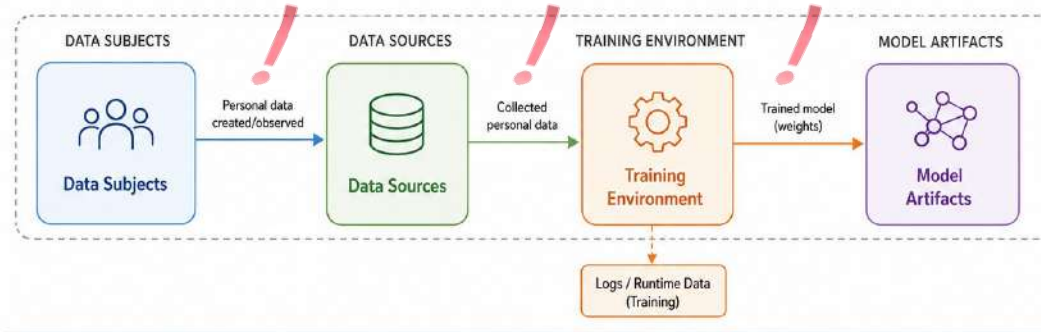 DATA SUBJECTS
DATA SOURCES
TRAINING ENVIRONMENT
MODEL ARTIFACTS
Data Subjects
Personal data
created/observed
Data Sources
Collected
personal data
Training
Environment
Trained model
(weights)
Model
Artifacts
Logs / Runtime Data
(Training)